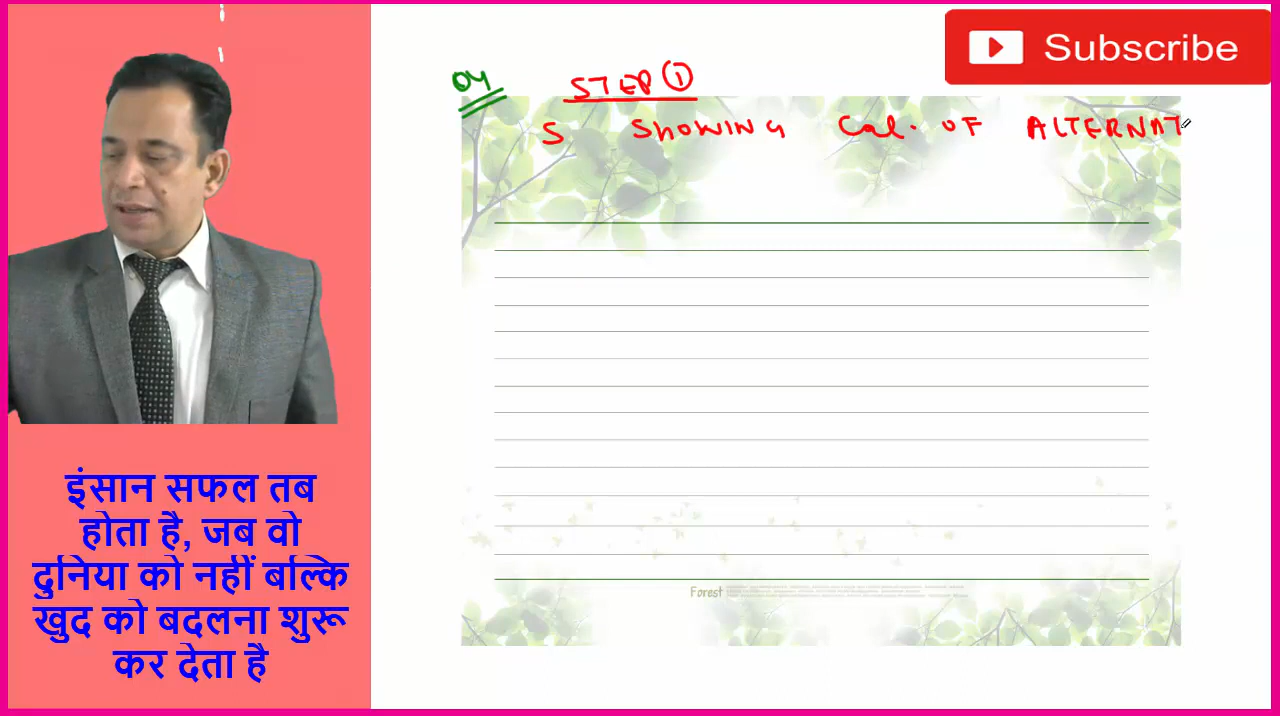 Subscribe
04 STEP ①
S SHOWING Cal. OF ALTERNAT
इंसान सफल तब
होता है, जब वो
दुनिया को नहीं बल्कि
खुद को बदलना शुरू
कर देता है
Forest